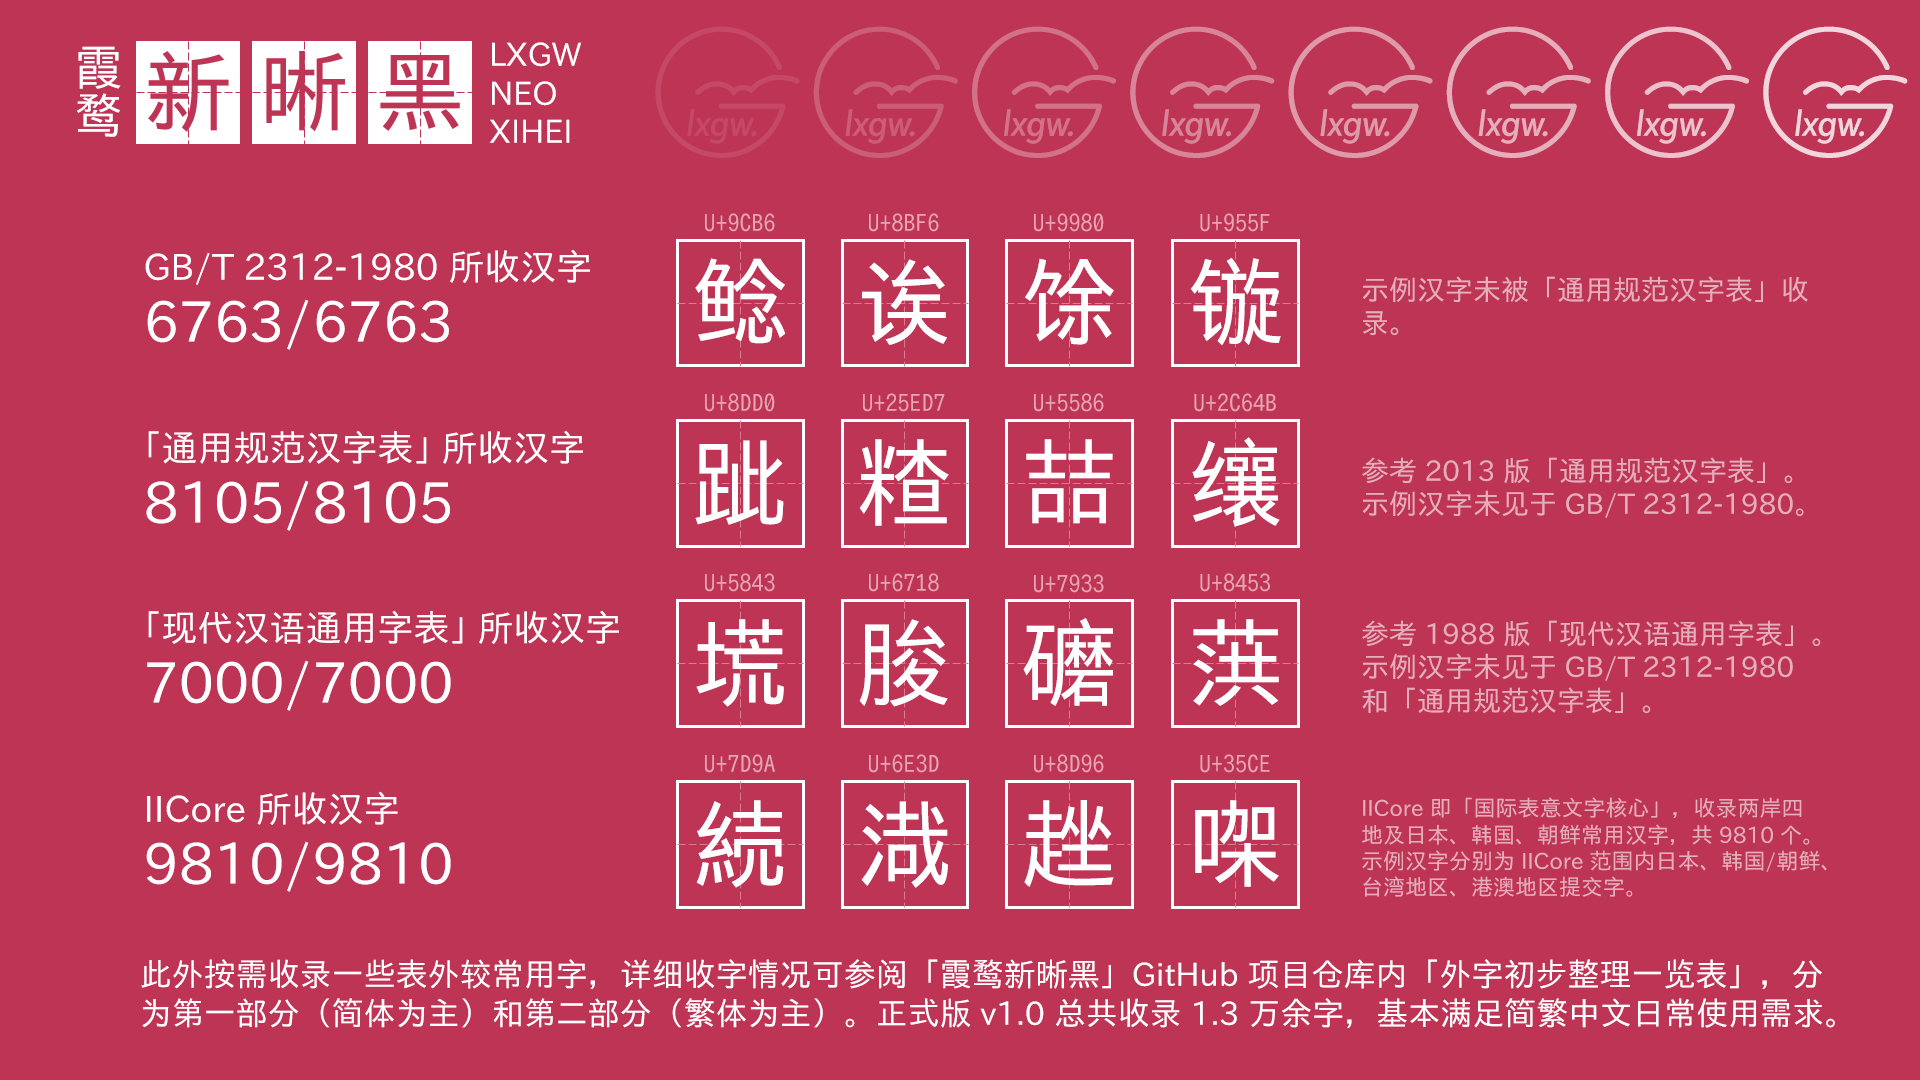 霞鹜 新晰黑 LXGW
NEO
XIHEI
lxgw. lxgw. lxgw. lxgw. lxgw. lxgw. lxgw. lxgw.
GB/T 2312-1980 所收汉字
6763/6763
U+9CB6 U+8BF6 U+9980 U+955F
鲶 诶 馀 镟
示例汉字未被「通用规范汉字表」收
录。
「通用规范汉字表」所收汉字
8105/8105
U+8DD0 U+25ED7 U+5586 U+2C64B
跐 𥻗 喆 𬙋
参考 2013 版「通用规范汉字表」。
示例汉字未见于 GB/T 2312-1980。
「现代汉语通用字表」所收汉字
7000/7000
U+5843 U+6718 U+7933 U+8453
塃 朘 礳 葓
参考 1988 版「现代汉语通用字表」。
示例汉字未见于 GB/T 2312-1980
和「通用规范汉字表」。
IICore 所收汉字
9810/9810
U+7D9A U+6E3D U+8D96 U+35CE
続 渽 趖 㗎
IICore 即「国际表意文字核心」，收录两岸四
地及日本、韩国、朝鲜常用汉字，共 9810 个。
示例汉字分别为 IICore 范围内日本、韩国/朝鲜、
台湾地区、港澳地区提交字。
此外按需收录一些表外较常用字，详细收字情况可参阅「霞鹜新晰黑」GitHub 项目仓库内「外字初步整理一览表」，分
为第一部分（简体为主）和第二部分（繁体为主）。正式版 v1.0 总共收录 1.3 万余字，基本满足简繁中文日常使用需求。